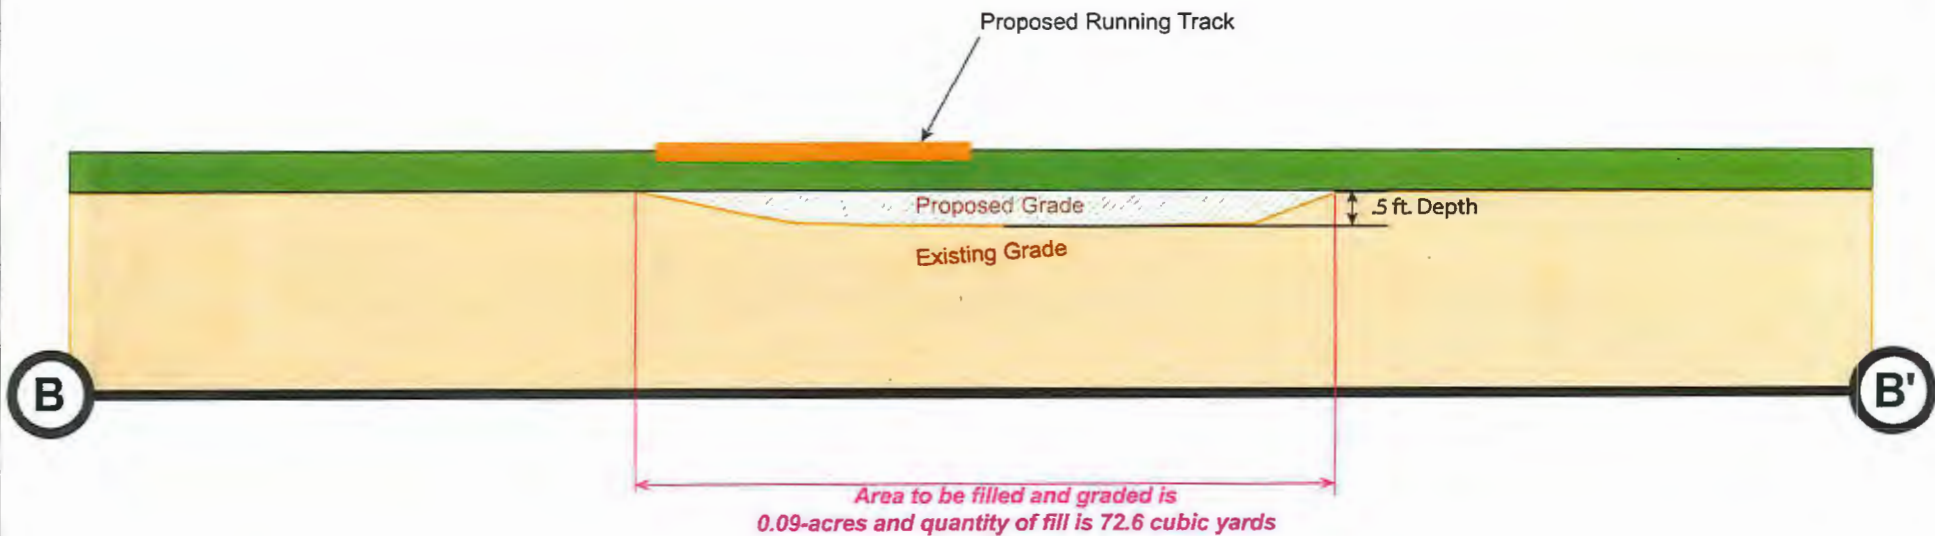 Proposed Running Track
Proposed Grade
.5 ft. Depth
Existing Grade
B
B'
Area to be filled and graded is
0.09-acres and quantity of fill is 72.6 cubic yards